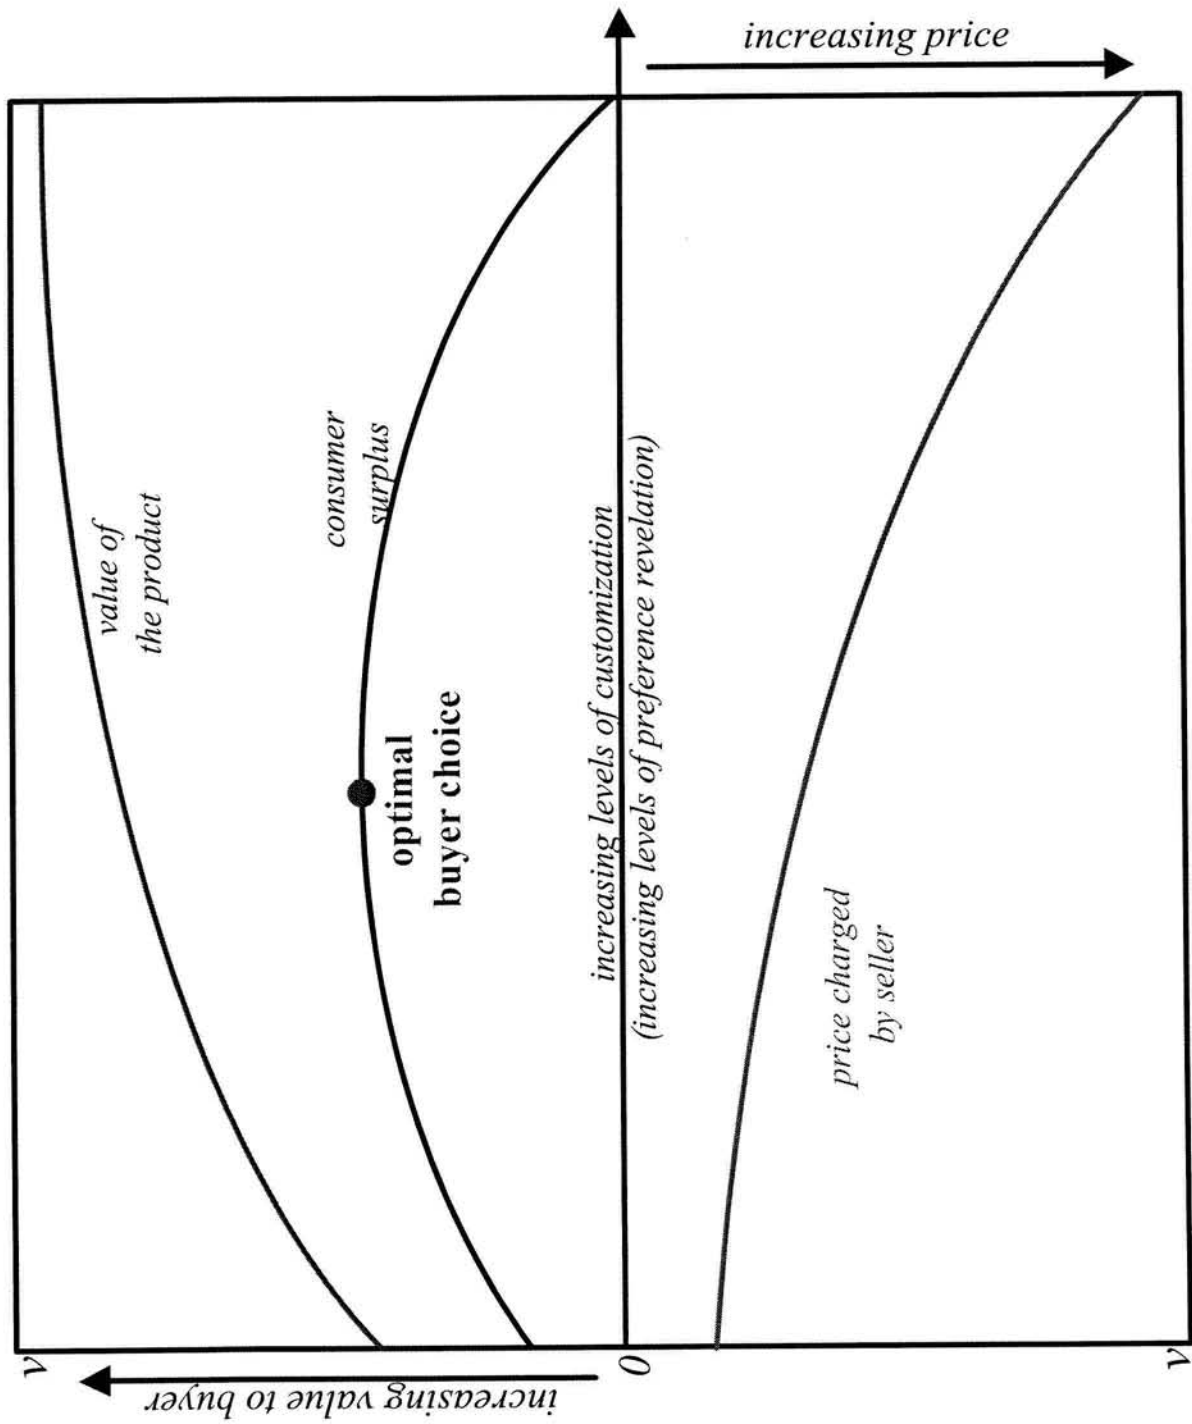 increasing price
value of
the product
consumer
surplus
optimal
buyer choice
increasing levels of customization
(increasing levels of preference revelation)
price charged
by seller
increasing value to buyer
v
0
v